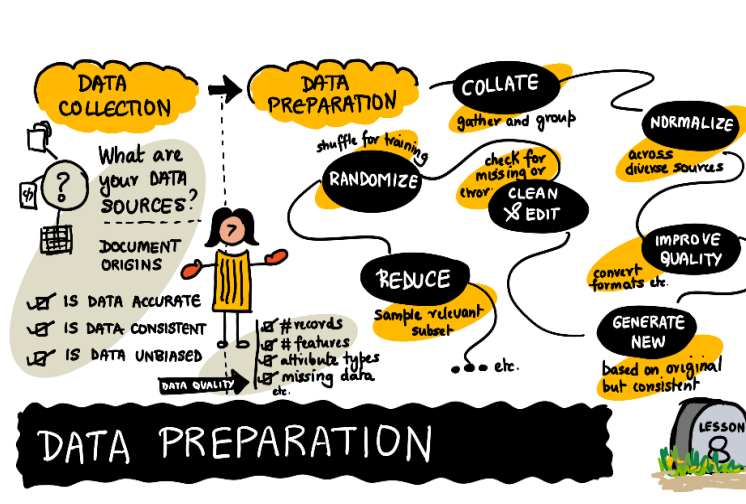 DATA
COLLECTION
DATA
PREPARATION
What are
your DATA
SOURCES?
DOCUMENT
ORIGINS
IS DATA ACCURATE
IS DATA CONSISTENT
IS DATA UNBIASED
?
</>
?
DATA QUALITY
# records
# features
attribute types
missing data
etc.
COLLATE
gather and group
NORMALIZE
across
diverse sources
IMPROVE
QUALITY
convert
formats etc.
GENERATE
NEW
based on original
but consistent
CLEAN
& EDIT
check for
missing or
error
RANDOMIZE
shuffle for training
REDUCE
sample relevant
subset
... etc.
DATA PREPARATION
LESSON
8